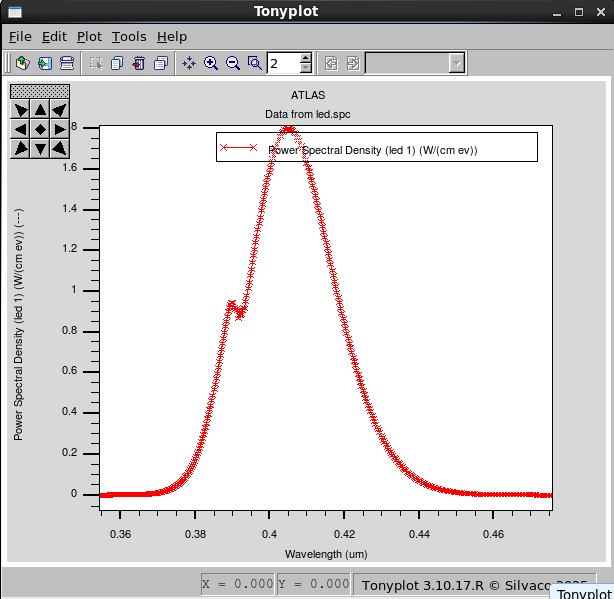 Tonyplot
File Edit Plot Tools Help
2
ATLAS
Data from led.spc
Power Spectral Density (led 1) (W/(cm ev))
Power Spectral Density (led 1) (W/(cm ev)) (---)
8
1.6
1.4
1.2
1
0.8
0.6
0.4
0.2
0
0.36 0.38 0.4 0.42 0.44 0.46
Wavelength (um)
X = 0.000 Y = 0.000 Tonyplot 3.10.17.R © Silvaco 2025
Tonyplot